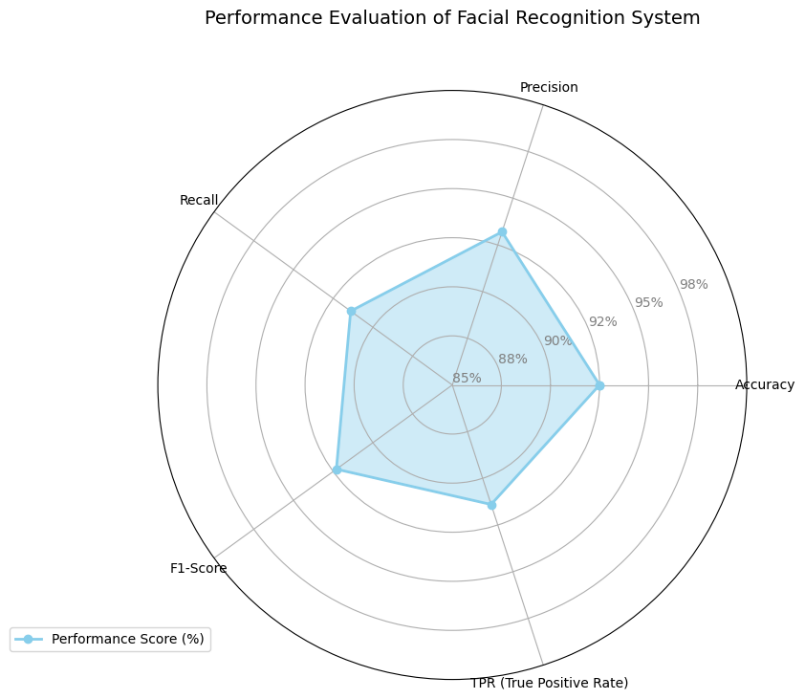 Performance Evaluation of Facial Recognition System
Precision
Recall
98%
95%
92%
90%
88%
85%
Accuracy
F1-Score
Performance Score (%)
TPR (True Positive Rate)